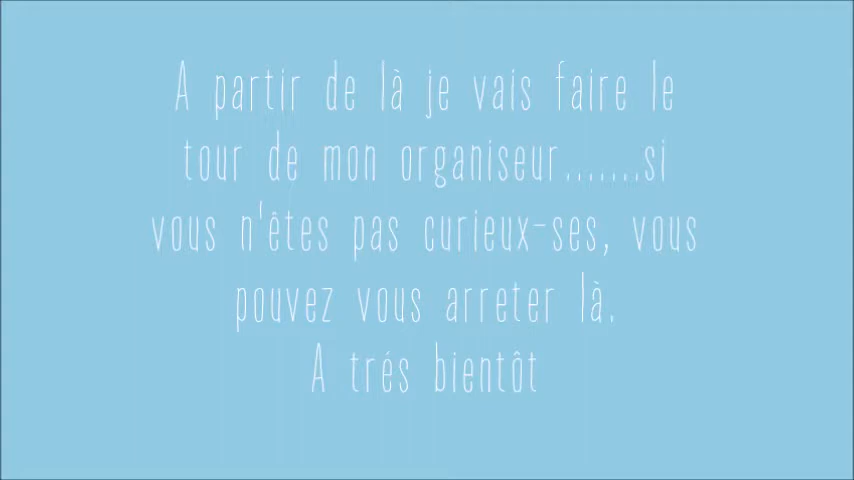 A partir de là je vais faire le
tour de mon organiseur.......si
vous n'êtes pas curieux-ses, vous
pouvez vous arreter là.
A trés bientôt